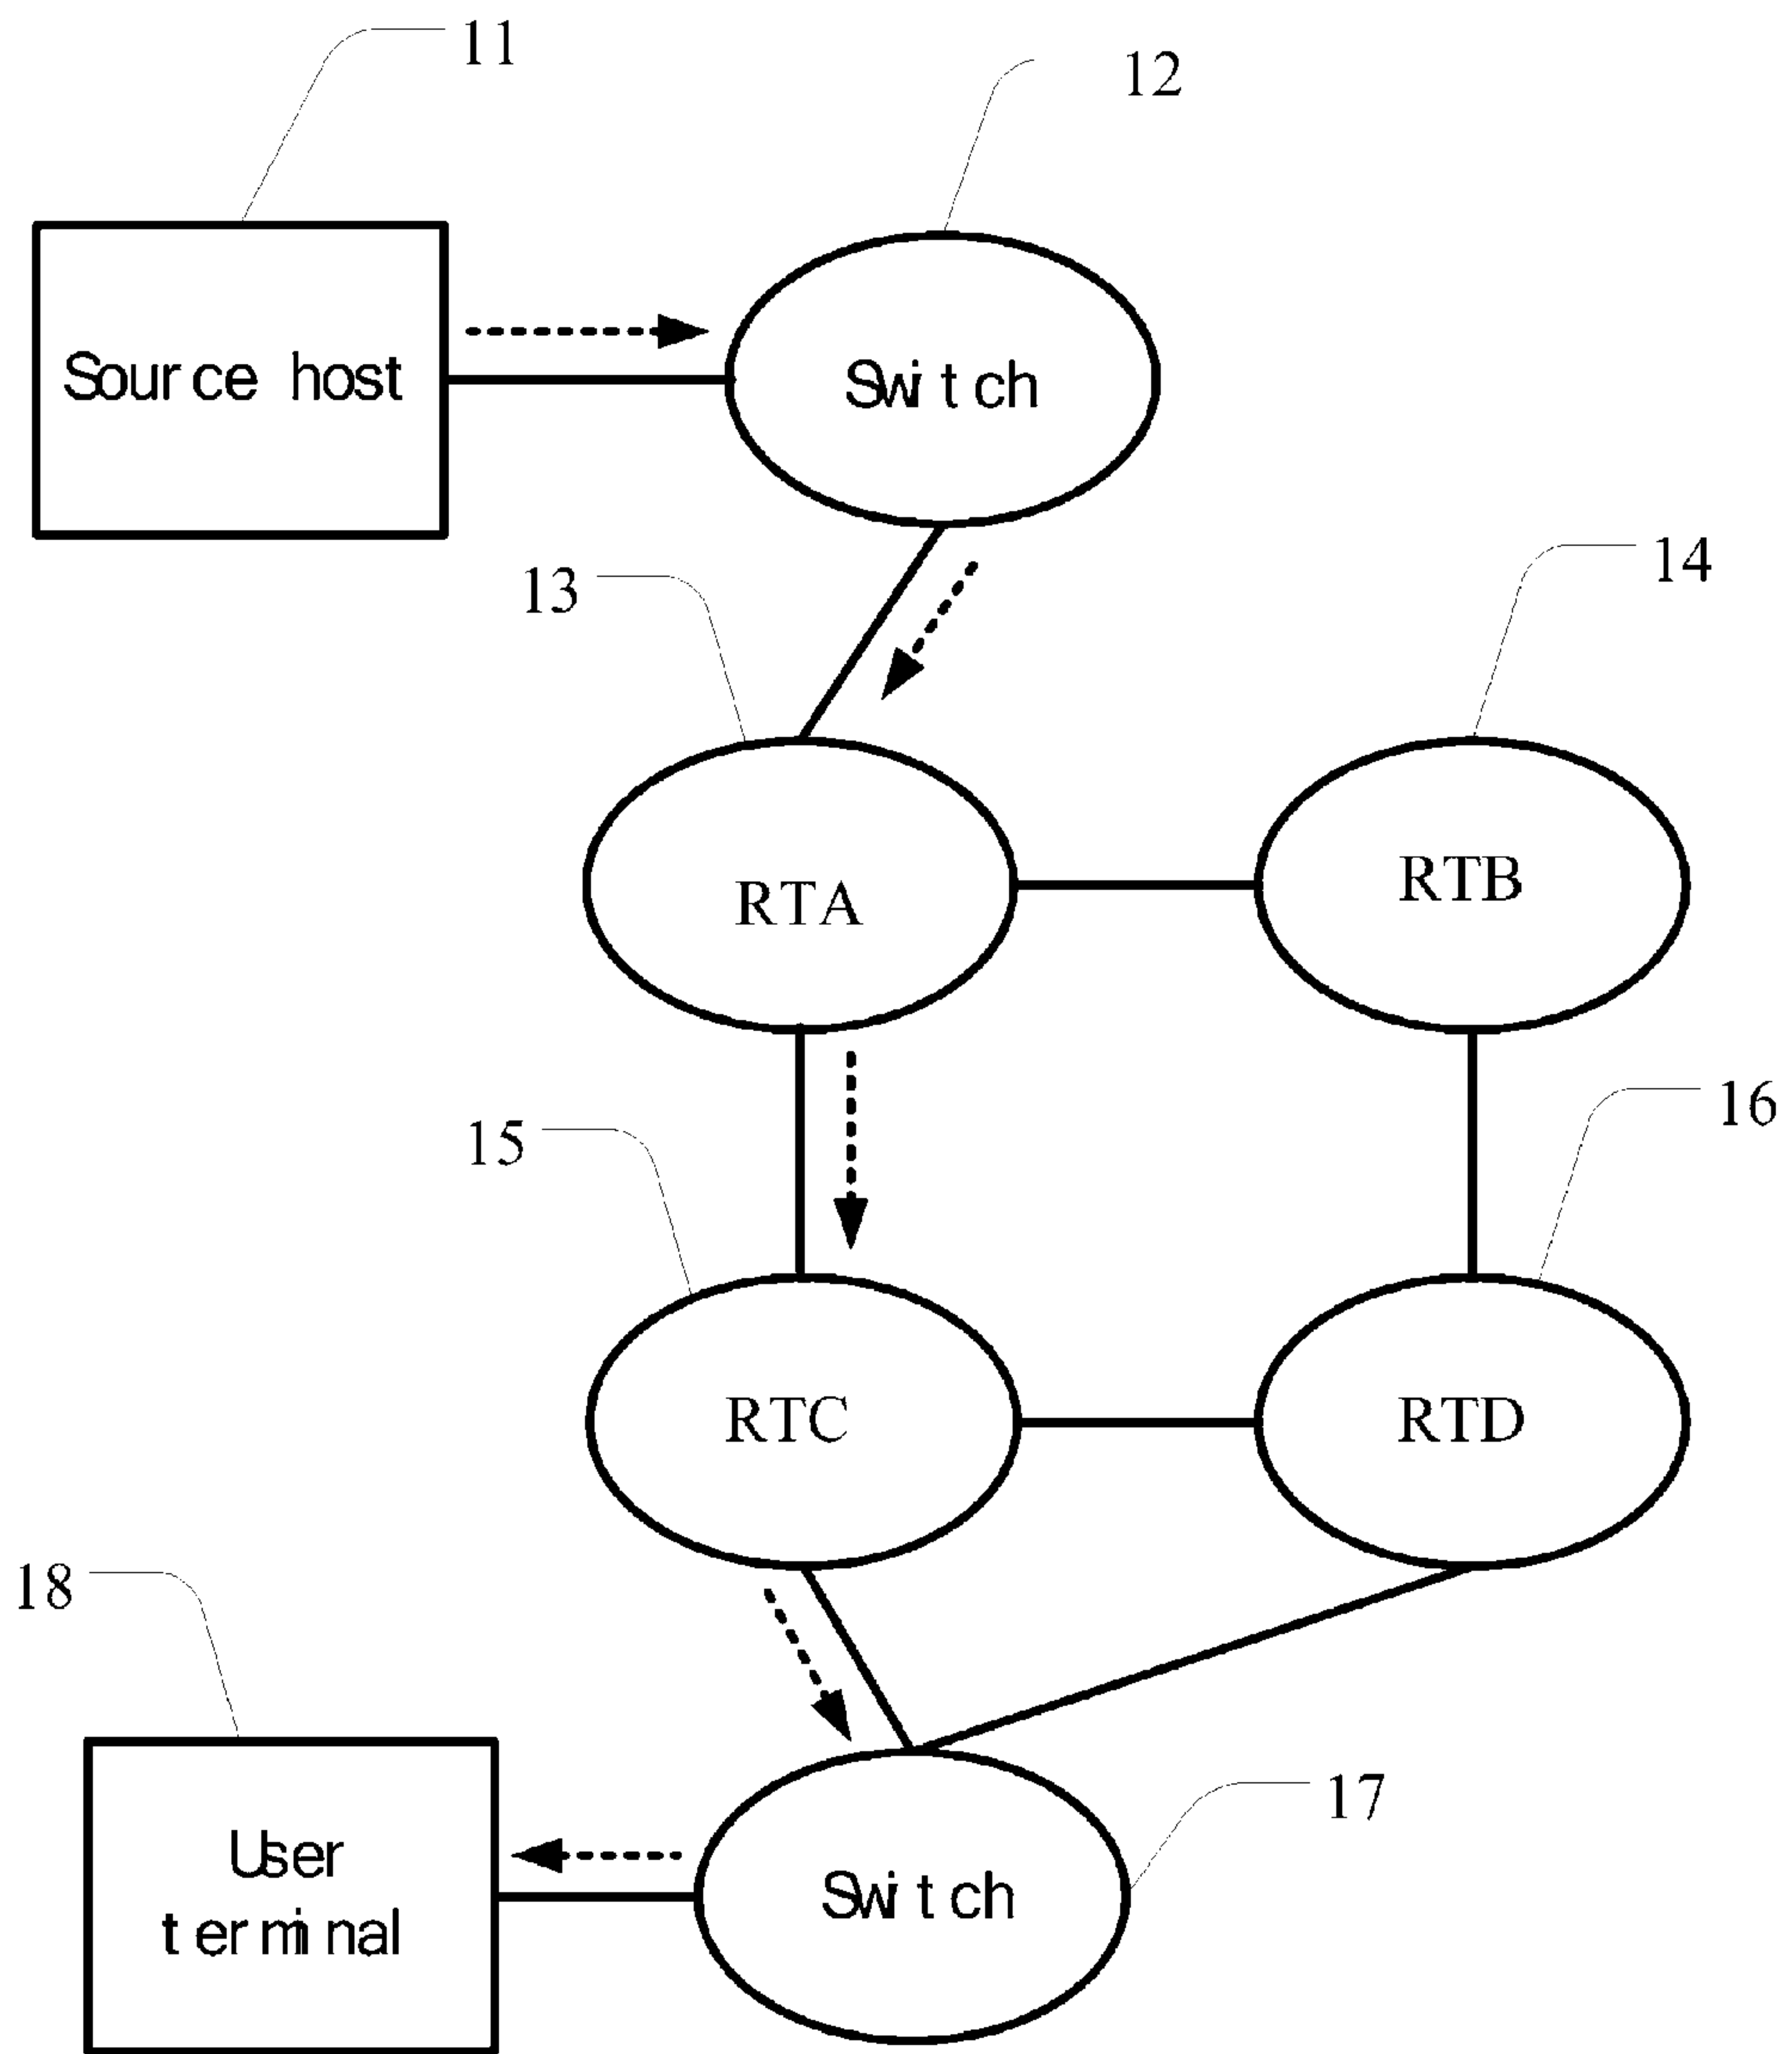 11
12
Source host
Switch
13
14
RTA
RTB
15
16
RTC
RTD
18
17
User
terminal
Switch